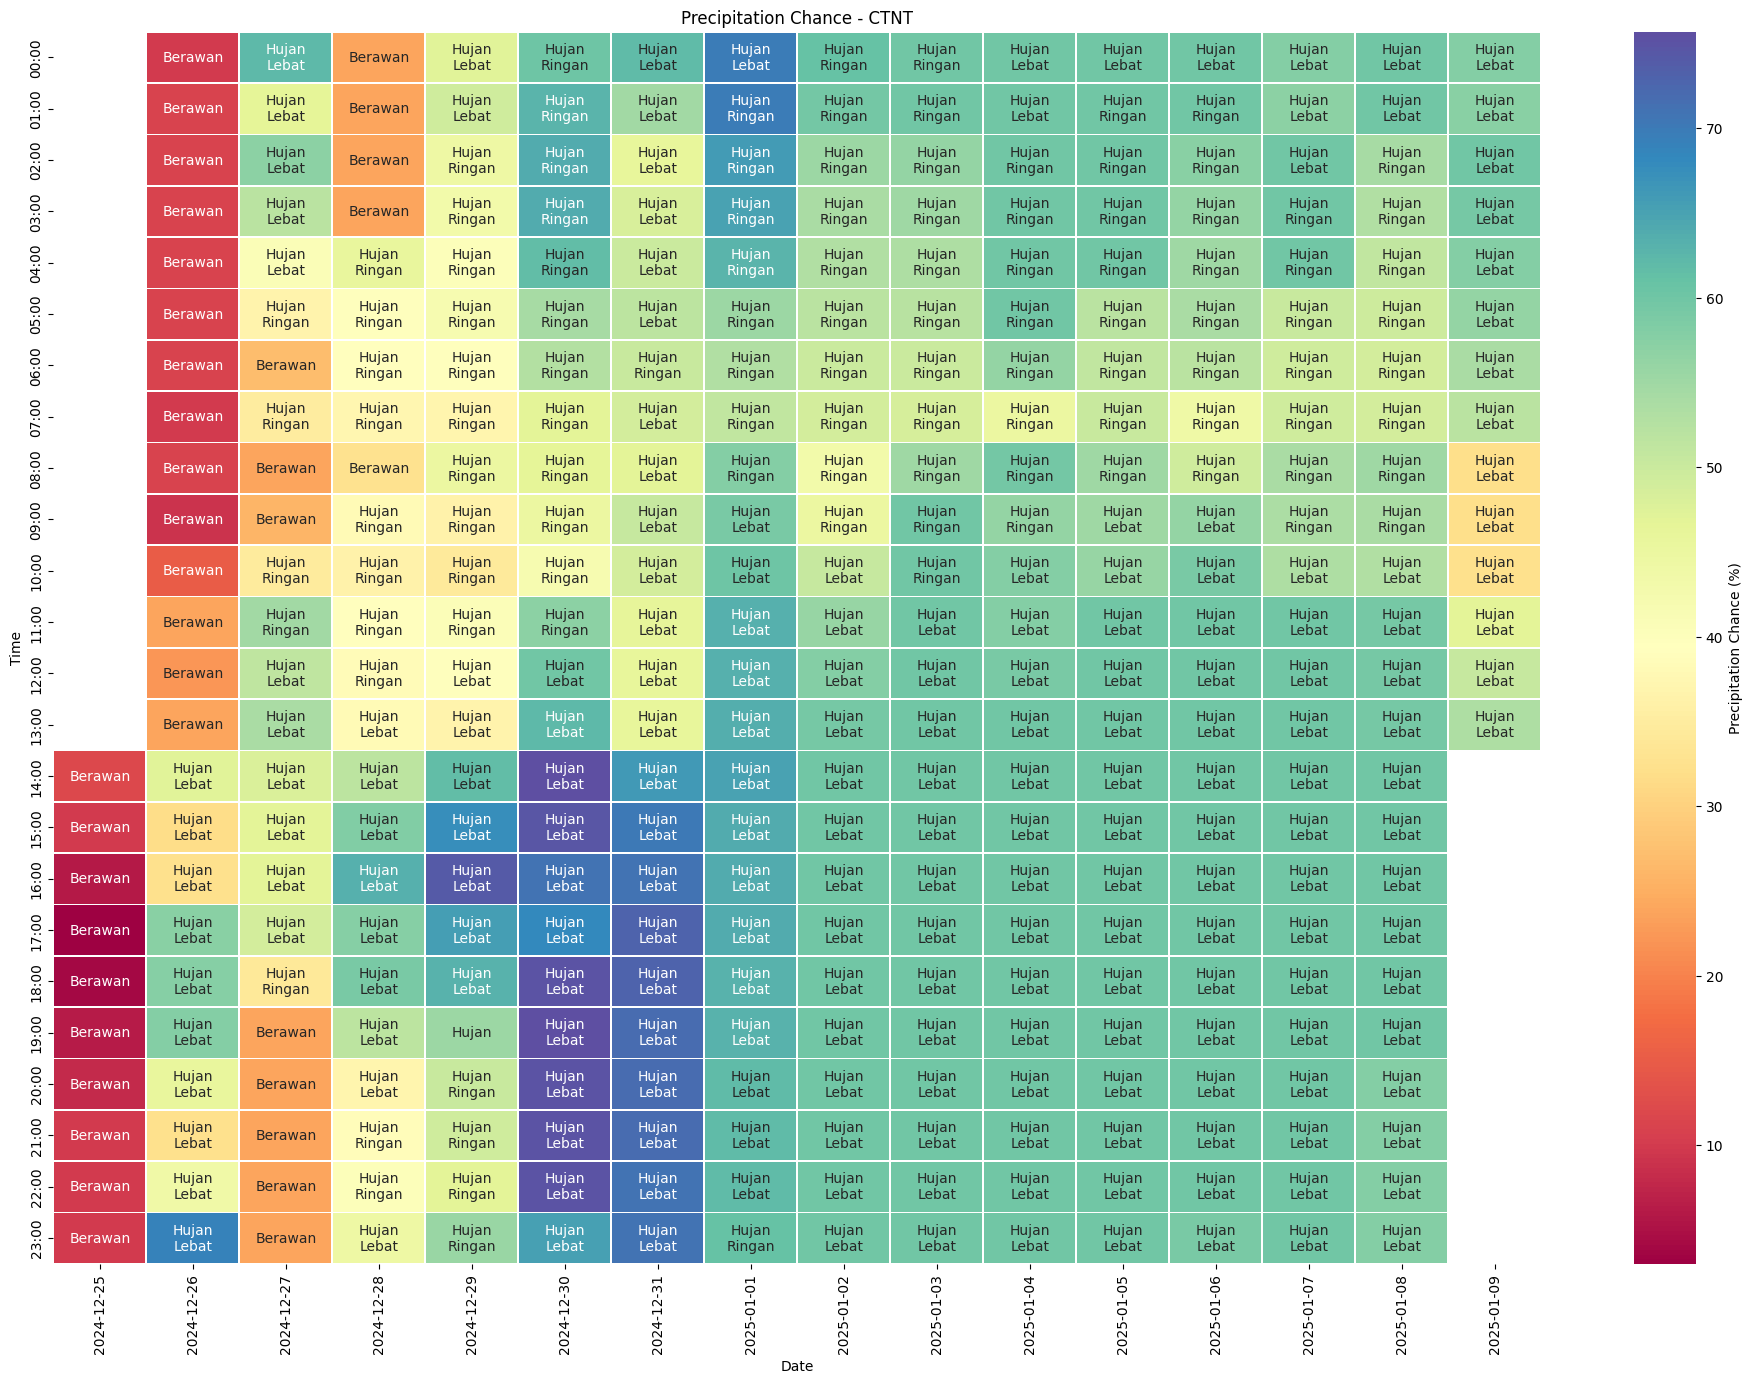 Precipitation Chance - CTNT
00:00 Berawan Hujan Lebat Berawan Hujan Lebat Hujan Ringan Hujan Lebat Hujan Lebat Hujan Ringan Hujan Ringan Hujan Lebat Hujan Lebat Hujan Lebat Hujan Lebat Hujan Lebat Hujan Lebat
01:00 Berawan Hujan Lebat Berawan Hujan Lebat Hujan Ringan Hujan Lebat Hujan Ringan Hujan Ringan Hujan Ringan Hujan Lebat Hujan Ringan Hujan Ringan Hujan Lebat Hujan Lebat Hujan Lebat
02:00 Berawan Hujan Lebat Berawan Hujan Ringan Hujan Ringan Hujan Lebat Hujan Ringan Hujan Ringan Hujan Ringan Hujan Ringan Hujan Ringan Hujan Ringan Hujan Lebat Hujan Ringan Hujan Lebat
03:00 Berawan Hujan Lebat Berawan Hujan Ringan Hujan Ringan Hujan Lebat Hujan Ringan Hujan Ringan Hujan Ringan Hujan Ringan Hujan Ringan Hujan Ringan Hujan Ringan Hujan Ringan Hujan Lebat
04:00 Berawan Hujan Lebat Hujan Ringan Hujan Ringan Hujan Ringan Hujan Lebat Hujan Ringan Hujan Ringan Hujan Ringan Hujan Ringan Hujan Ringan Hujan Ringan Hujan Ringan Hujan Ringan Hujan Lebat
05:00 Berawan Hujan Ringan Hujan Ringan Hujan Ringan Hujan Ringan Hujan Lebat Hujan Ringan Hujan Ringan Hujan Ringan Hujan Ringan Hujan Ringan Hujan Ringan Hujan Ringan Hujan Ringan Hujan Lebat
06:00 Berawan Berawan Hujan Ringan Hujan Ringan Hujan Ringan Hujan Ringan Hujan Ringan Hujan Ringan Hujan Ringan Hujan Ringan Hujan Ringan Hujan Ringan Hujan Ringan Hujan Ringan Hujan Lebat
07:00 Berawan Hujan Ringan Hujan Ringan Hujan Ringan Hujan Ringan Hujan Lebat Hujan Ringan Hujan Ringan Hujan Ringan Hujan Ringan Hujan Ringan Hujan Ringan Hujan Ringan Hujan Ringan Hujan Lebat
08:00 Berawan Berawan Berawan Hujan Ringan Hujan Ringan Hujan Lebat Hujan Ringan Hujan Ringan Hujan Ringan Hujan Ringan Hujan Ringan Hujan Ringan Hujan Ringan Hujan Ringan Hujan Lebat
09:00 Berawan Berawan Hujan Ringan Hujan Ringan Hujan Ringan Hujan Lebat Hujan Lebat Hujan Ringan Hujan Ringan Hujan Ringan Hujan Lebat Hujan Lebat Hujan Ringan Hujan Ringan Hujan Lebat
10:00 Berawan Hujan Ringan Hujan Ringan Hujan Ringan Hujan Ringan Hujan Lebat Hujan Lebat Hujan Lebat Hujan Ringan Hujan Lebat Hujan Lebat Hujan Lebat Hujan Lebat Hujan Lebat Hujan Lebat
11:00 Berawan Hujan Ringan Hujan Ringan Hujan Ringan Hujan Ringan Hujan Lebat Hujan Lebat Hujan Lebat Hujan Lebat Hujan Lebat Hujan Lebat Hujan Lebat Hujan Lebat Hujan Lebat Hujan Lebat
12:00 Berawan Hujan Lebat Hujan Ringan Hujan Lebat Hujan Lebat Hujan Lebat Hujan Lebat Hujan Lebat Hujan Lebat Hujan Lebat Hujan Lebat Hujan Lebat Hujan Lebat Hujan Lebat Hujan Lebat
13:00 Berawan Hujan Lebat Hujan Lebat Hujan Lebat Hujan Lebat Hujan Lebat Hujan Lebat Hujan Lebat Hujan Lebat Hujan Lebat Hujan Lebat Hujan Lebat Hujan Lebat Hujan Lebat Hujan Lebat
14:00 Berawan Hujan Lebat Hujan Lebat Hujan Lebat Hujan Lebat Hujan Lebat Hujan Lebat Hujan Lebat Hujan Lebat Hujan Lebat Hujan Lebat Hujan Lebat Hujan Lebat Hujan Lebat Hujan Lebat
15:00 Berawan Hujan Lebat Hujan Lebat Hujan Lebat Hujan Lebat Hujan Lebat Hujan Lebat Hujan Lebat Hujan Lebat Hujan Lebat Hujan Lebat Hujan Lebat Hujan Lebat Hujan Lebat Hujan Lebat
16:00 Berawan Hujan Lebat Hujan Lebat Hujan Lebat Hujan Lebat Hujan Lebat Hujan Lebat Hujan Lebat Hujan Lebat Hujan Lebat Hujan Lebat Hujan Lebat Hujan Lebat Hujan Lebat Hujan Lebat
17:00 Berawan Hujan Lebat Hujan Lebat Hujan Lebat Hujan Lebat Hujan Lebat Hujan Lebat Hujan Lebat Hujan Lebat Hujan Lebat Hujan Lebat Hujan Lebat Hujan Lebat Hujan Lebat Hujan Lebat
18:00 Berawan Hujan Lebat Hujan Ringan Hujan Lebat Hujan Lebat Hujan Lebat Hujan Lebat Hujan Lebat Hujan Lebat Hujan Lebat Hujan Lebat Hujan Lebat Hujan Lebat Hujan Lebat Hujan Lebat
19:00 Berawan Hujan Lebat Berawan Hujan Lebat Hujan Hujan Lebat Hujan Lebat Hujan Lebat Hujan Lebat Hujan Lebat Hujan Lebat Hujan Lebat Hujan Lebat Hujan Lebat Hujan Lebat
20:00 Berawan Hujan Lebat Berawan Hujan Lebat Hujan Ringan Hujan Lebat Hujan Lebat Hujan Lebat Hujan Lebat Hujan Lebat Hujan Lebat Hujan Lebat Hujan Lebat Hujan Lebat Hujan Lebat
21:00 Berawan Hujan Lebat Berawan Hujan Ringan Hujan Ringan Hujan Lebat Hujan Lebat Hujan Lebat Hujan Lebat Hujan Lebat Hujan Lebat Hujan Lebat Hujan Lebat Hujan Lebat Hujan Lebat
22:00 Berawan Hujan Lebat Berawan Hujan Ringan Hujan Ringan Hujan Lebat Hujan Lebat Hujan Lebat Hujan Lebat Hujan Lebat Hujan Lebat Hujan Lebat Hujan Lebat Hujan Lebat Hujan Lebat
23:00 Berawan Hujan Lebat Berawan Hujan Lebat Hujan Ringan Hujan Lebat Hujan Lebat Hujan Ringan Hujan Lebat Hujan Lebat Hujan Lebat Hujan Lebat Hujan Lebat Hujan Lebat Hujan Lebat
Time
2024-12-25 2024-12-26 2024-12-27 2024-12-28 2024-12-29 2024-12-30 2024-12-31 2025-01-01 2025-01-02 2025-01-03 2025-01-04 2025-01-05 2025-01-06 2025-01-07 2025-01-08 2025-01-09
Date
70
60
50
40
30
20
10
Precipitation Chance (%)